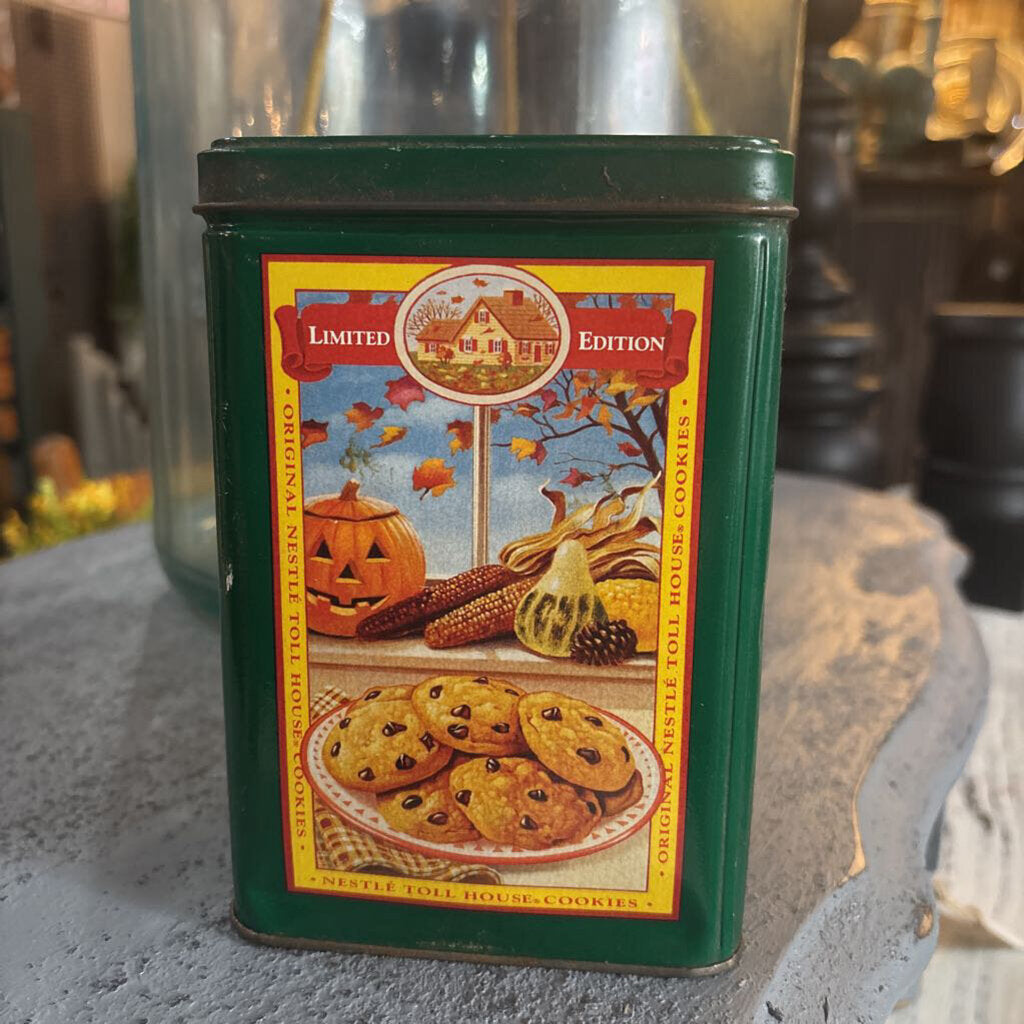 LIMITED
EDITION
• ORIGINAL NESTLÉ TOLL HOUSE® COOKIES •
• ORIGINAL NESTLÉ TOLL HOUSE® COOKIES •
• NESTLÉ TOLL HOUSE® COOKIES •